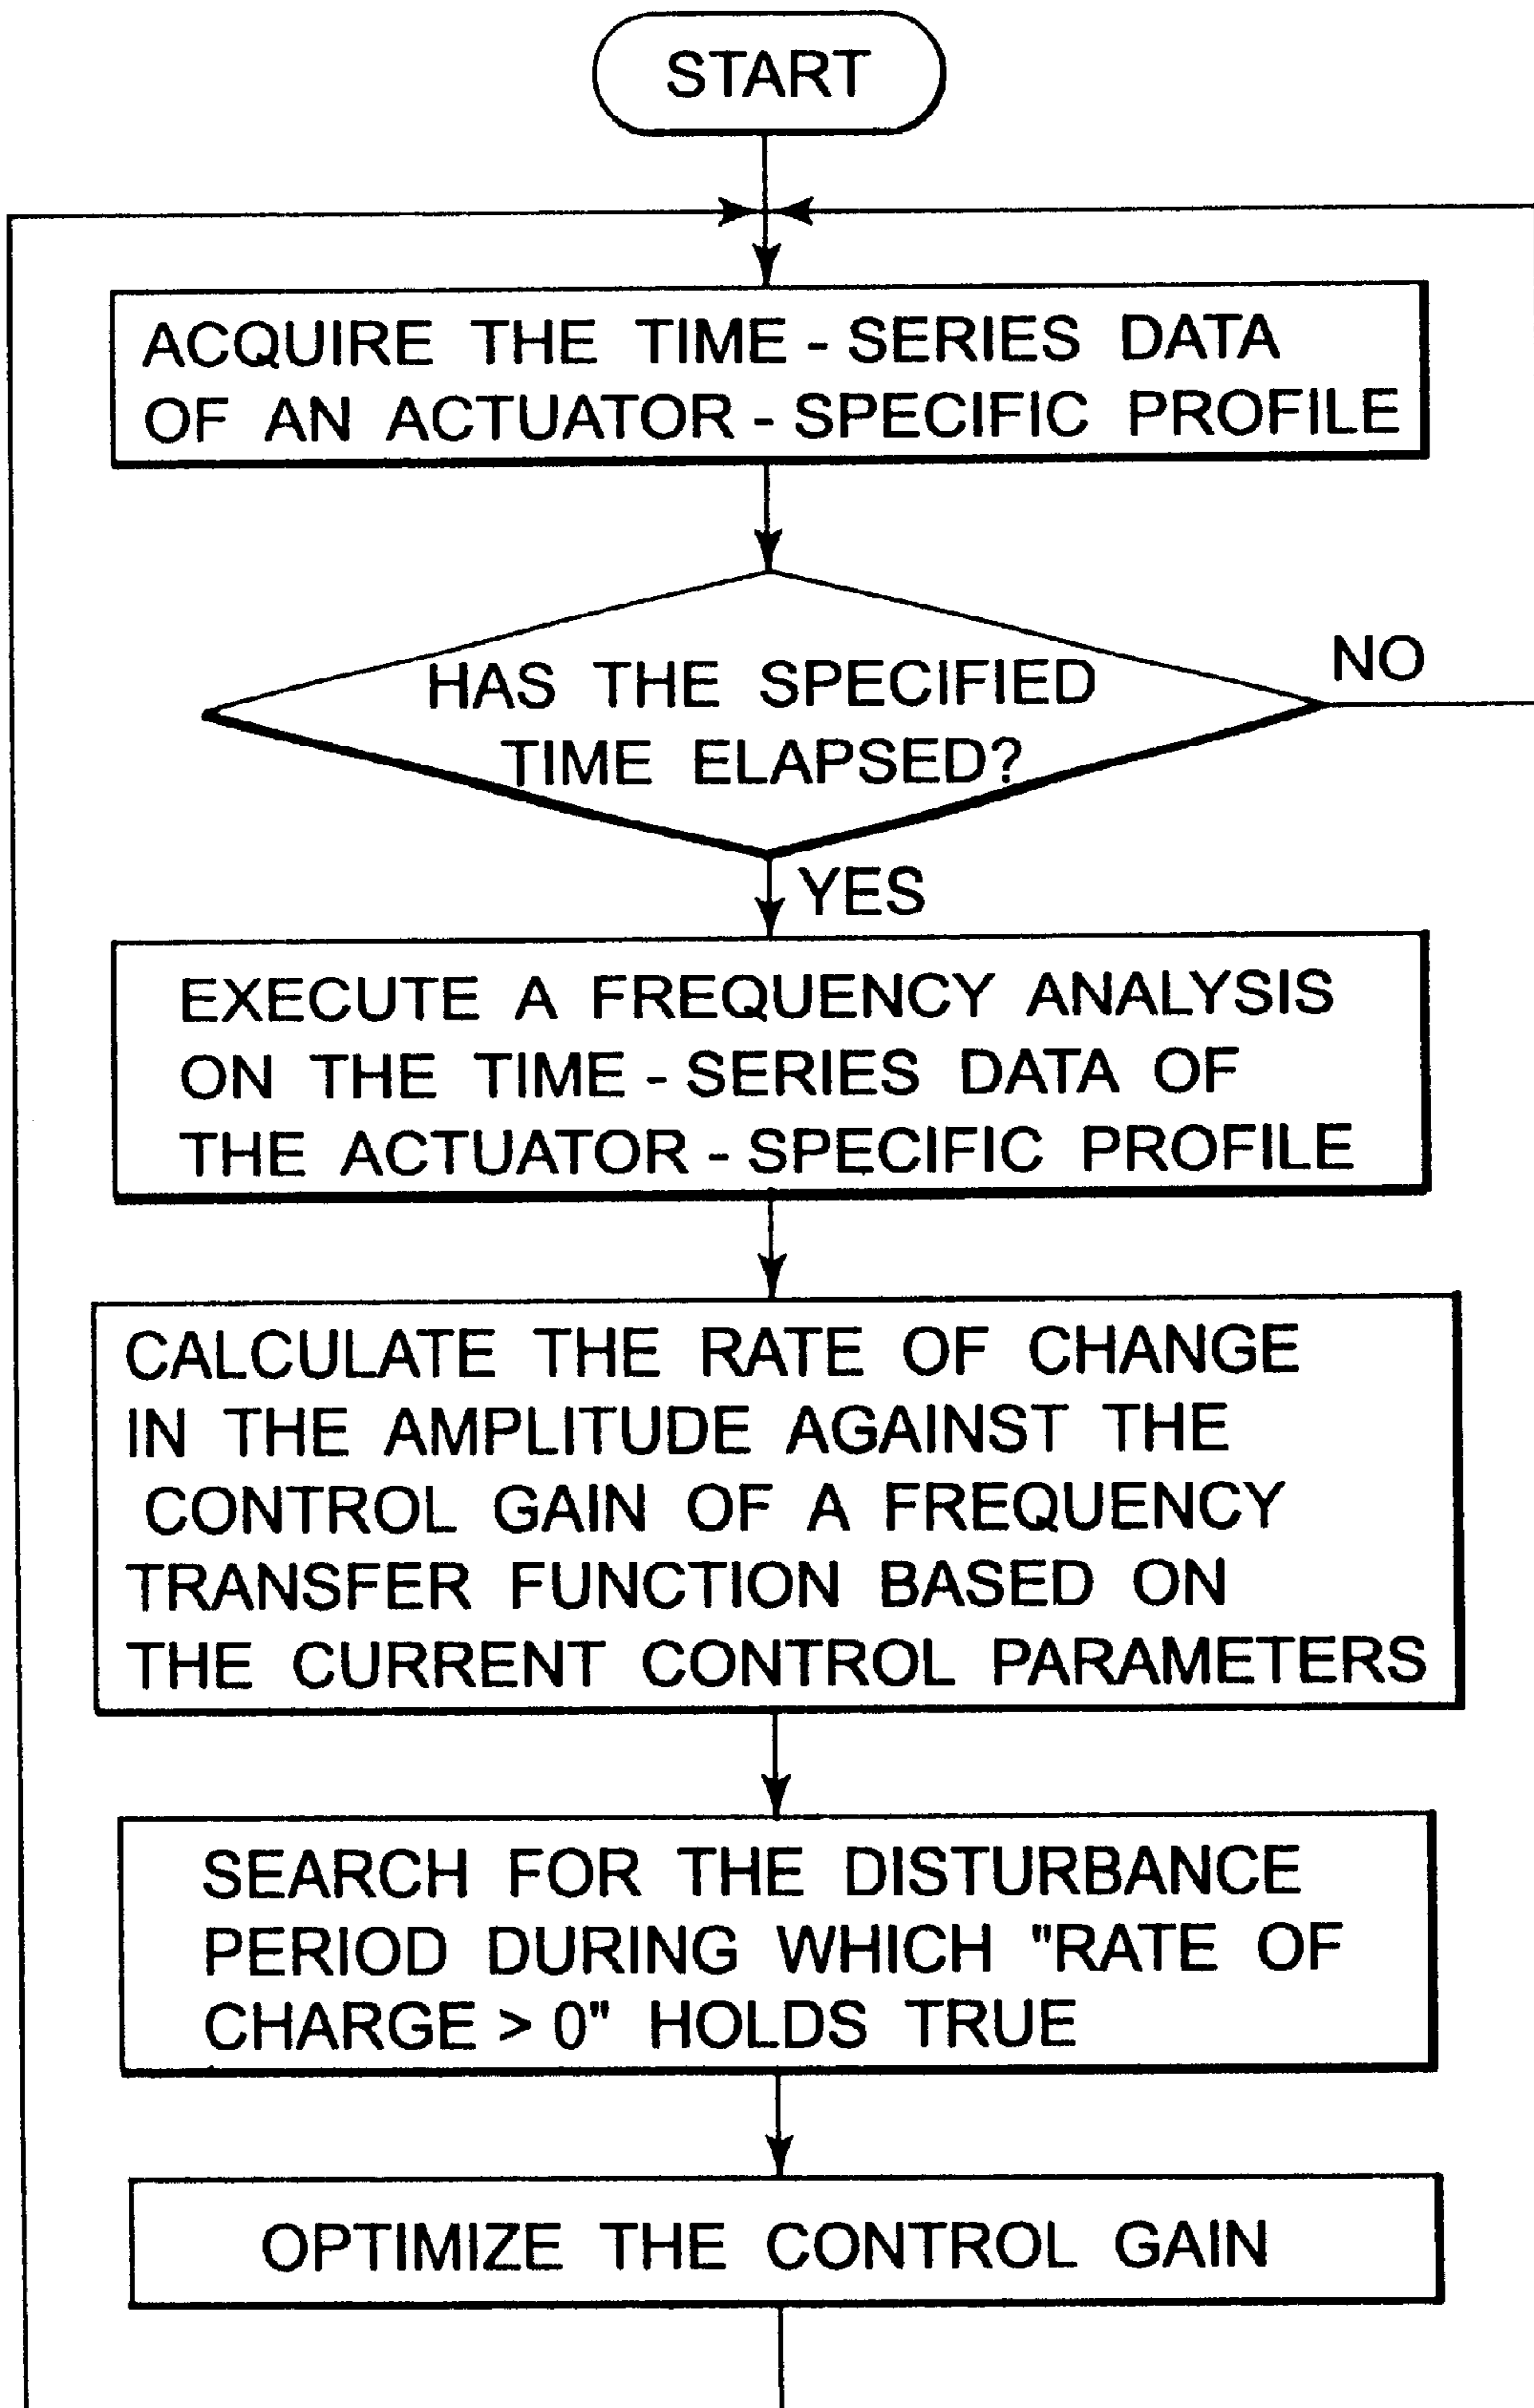 START
ACQUIRE THE TIME - SERIES DATA
OF AN ACTUATOR - SPECIFIC PROFILE
HAS THE SPECIFIED
TIME ELAPSED?
NO
YES
EXECUTE A FREQUENCY ANALYSIS
ON THE TIME - SERIES DATA OF
THE ACTUATOR - SPECIFIC PROFILE
CALCULATE THE RATE OF CHANGE
IN THE AMPLITUDE AGAINST THE
CONTROL GAIN OF A FREQUENCY
TRANSFER FUNCTION BASED ON
THE CURRENT CONTROL PARAMETERS
SEARCH FOR THE DISTURBANCE
PERIOD DURING WHICH "RATE OF
CHARGE > 0" HOLDS TRUE
OPTIMIZE THE CONTROL GAIN